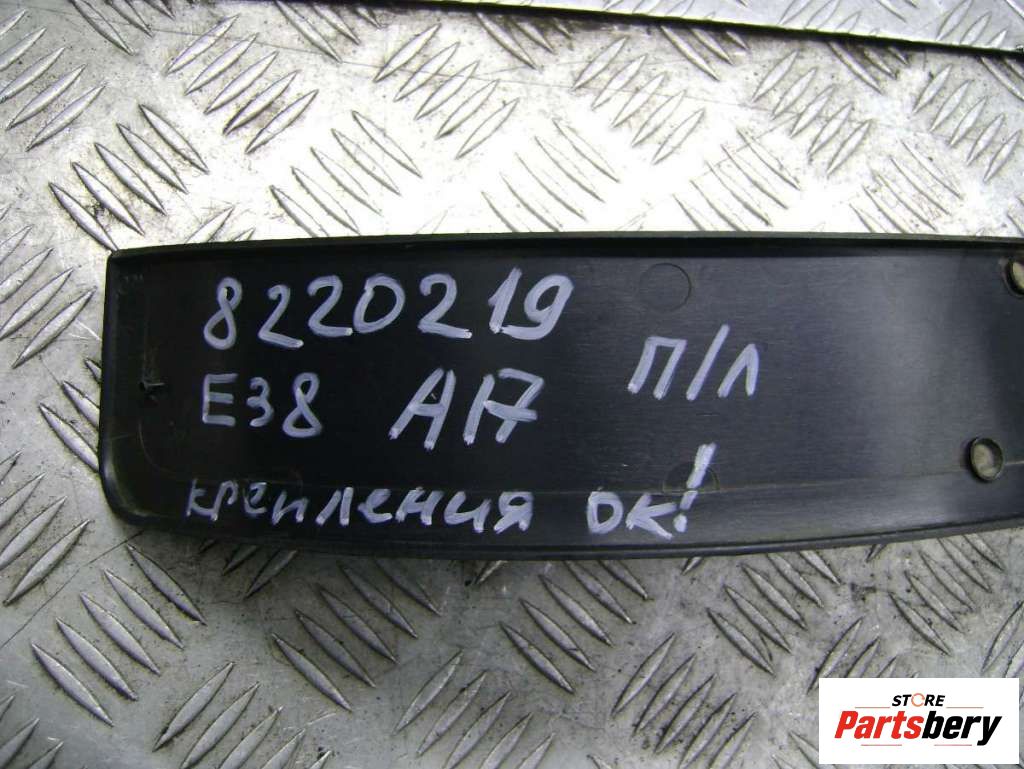 8220219
E38 A17 П/Л
крепления ок!
STORE
Partsbery